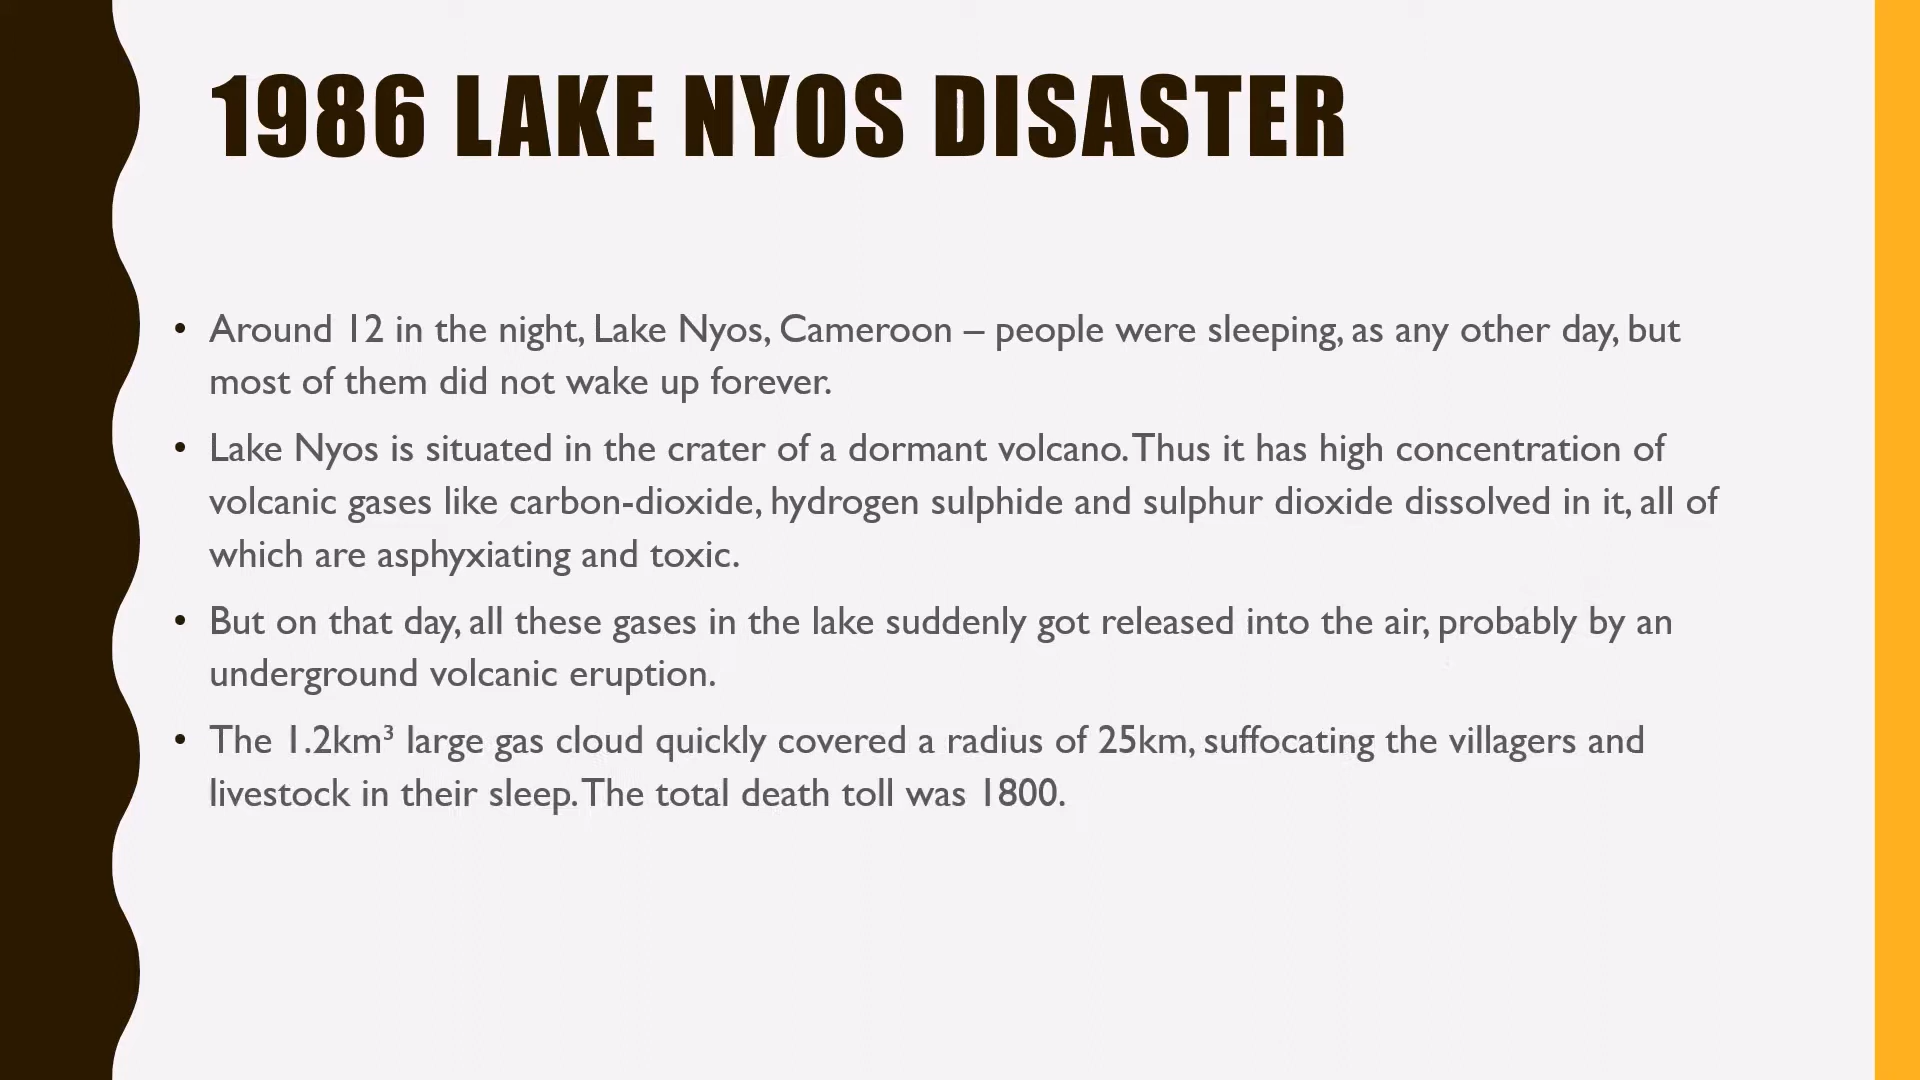 1986 LAKE NYOS DISASTER
• Around 12 in the night, Lake Nyos, Cameroon – people were sleeping, as any other day, but
most of them did not wake up forever.
• Lake Nyos is situated in the crater of a dormant volcano. Thus it has high concentration of
volcanic gases like carbon-dioxide, hydrogen sulphide and sulphur dioxide dissolved in it, all of
which are asphyxiating and toxic.
• But on that day, all these gases in the lake suddenly got released into the air, probably by an
underground volcanic eruption.
• The 1.2km³ large gas cloud quickly covered a radius of 25km, suffocating the villagers and
livestock in their sleep. The total death toll was 1800.